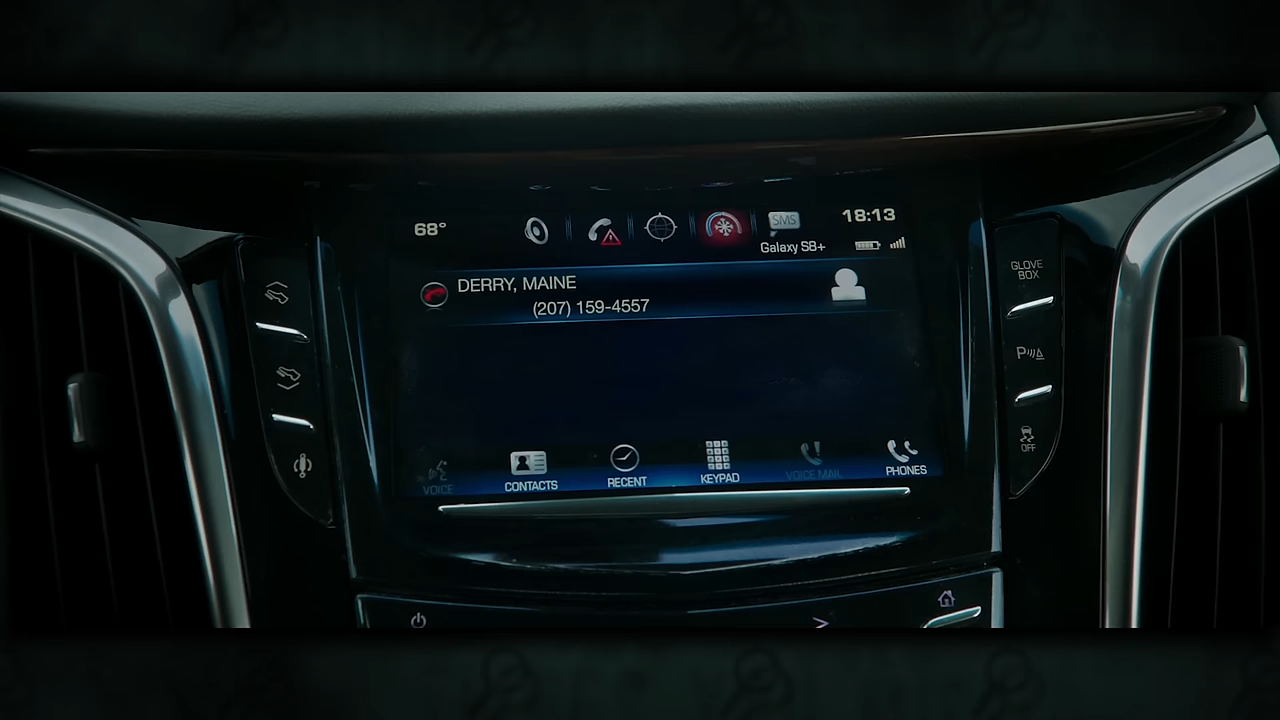 68°
SMS
18:13
Galaxy S8+
DERRY, MAINE
(207) 159-4557
GLOVE
BOX
P
OFF
VOICE
CONTACTS
RECENT
KEYPAD
VOICE MAIL
PHONES